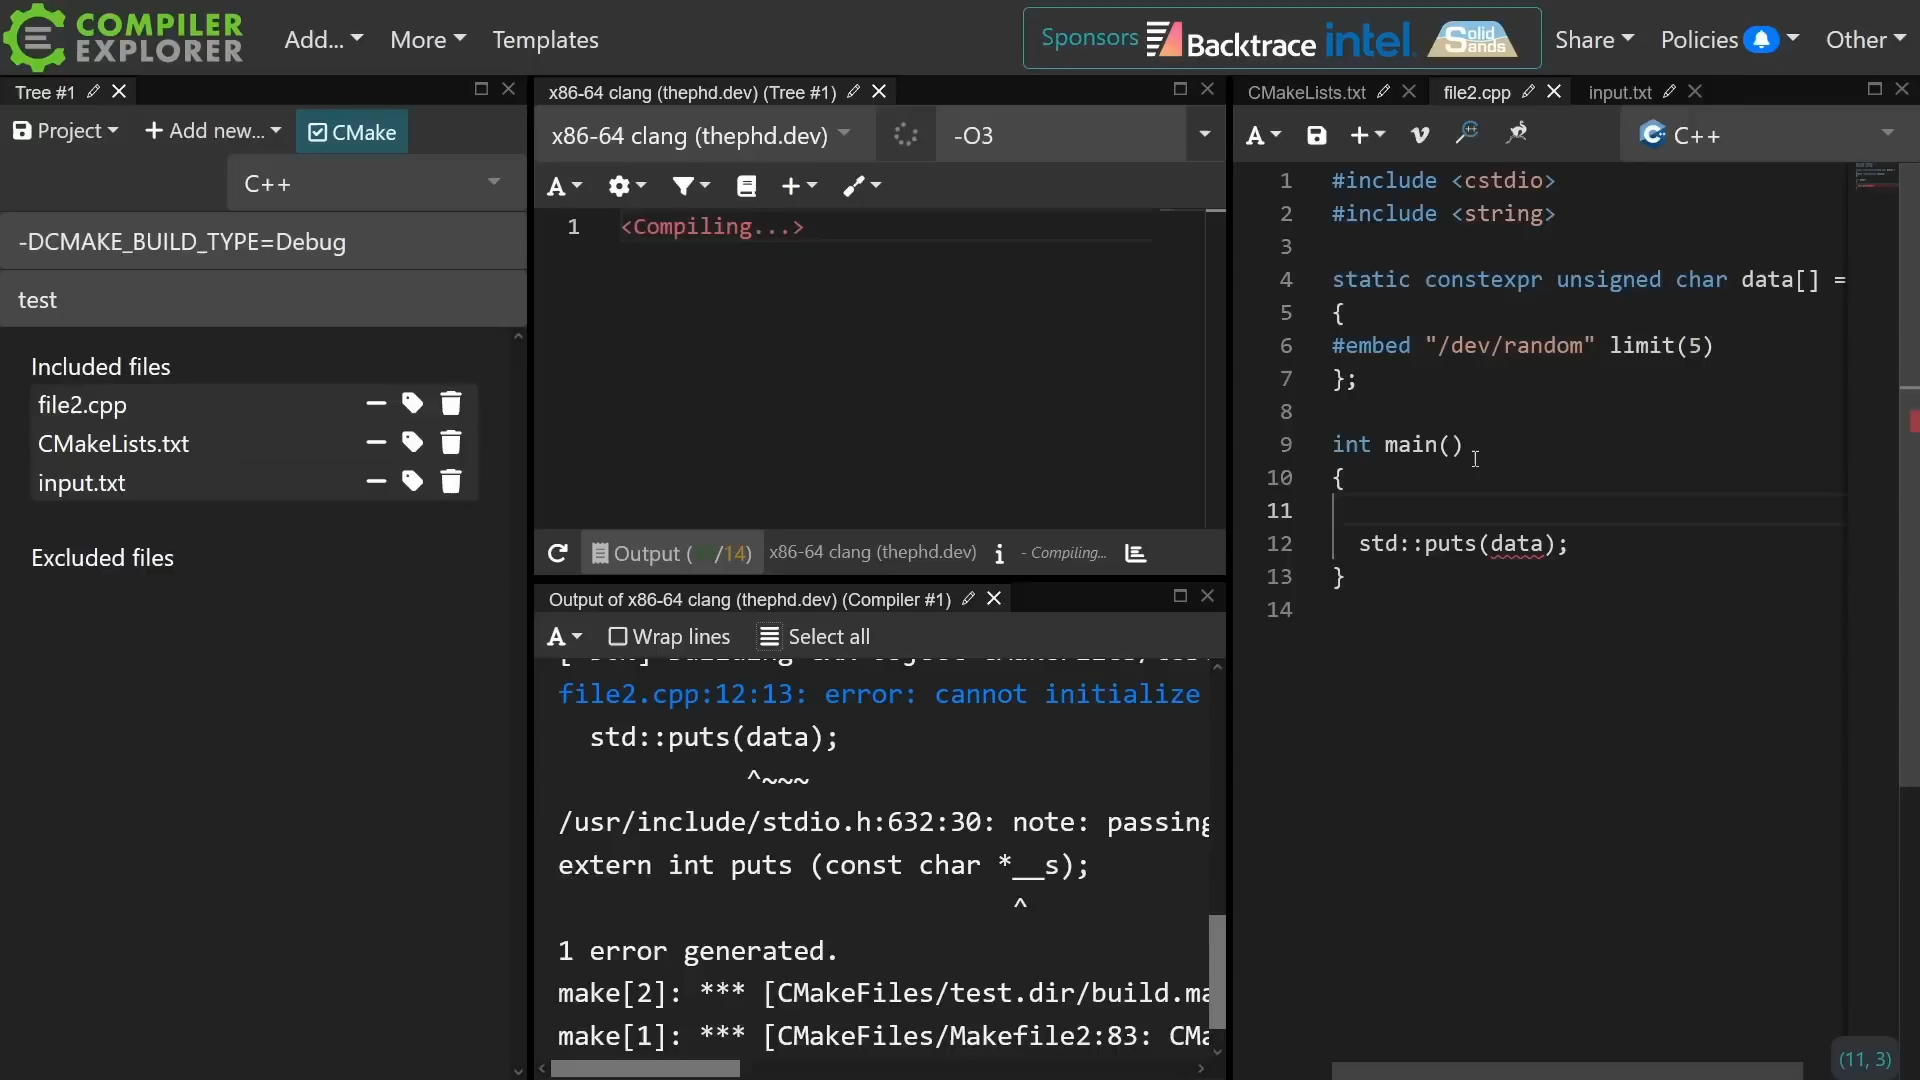 COMPILER
EXPLORER
Add...
More
Templates
Sponsors
Backtrace
intel
Solid
Sands
Share
Policies
Other
Tree #1
Project
Add new...
CMake
C++
-DCMAKE_BUILD_TYPE=Debug
test
Included files
file2.cpp
CMakeLists.txt
input.txt
Excluded files
x86-64 clang (thephd.dev) (Tree #1)
x86-64 clang (thephd.dev)
-O3
A
1 <Compiling...>
Output ( /14)
x86-64 clang (thephd.dev)
i
- Compiling...
Output of x86-64 clang (thephd.dev) (Compiler #1)
A
Wrap lines
Select all
file2.cpp:12:13: error: cannot initialize
std::puts(data);
^~~~
/usr/include/stdio.h:632:30: note: passing
extern int puts (const char *__s);
^
1 error generated.
make[2]: *** [CMakeFiles/test.dir/build.ma
make[1]: *** [CMakeFiles/Makefile2:83: CMa
CMakeLists.txt
file2.cpp
input.txt
A
C++
1 #include <cstdio>
2 #include <string>
3
4 static constexpr unsigned char data[] =
5 {
6 #embed "/dev/random" limit(5)
7 };
8
9 int main()
10 {
11
12 std::puts(data);
13 }
14
(11, 3)